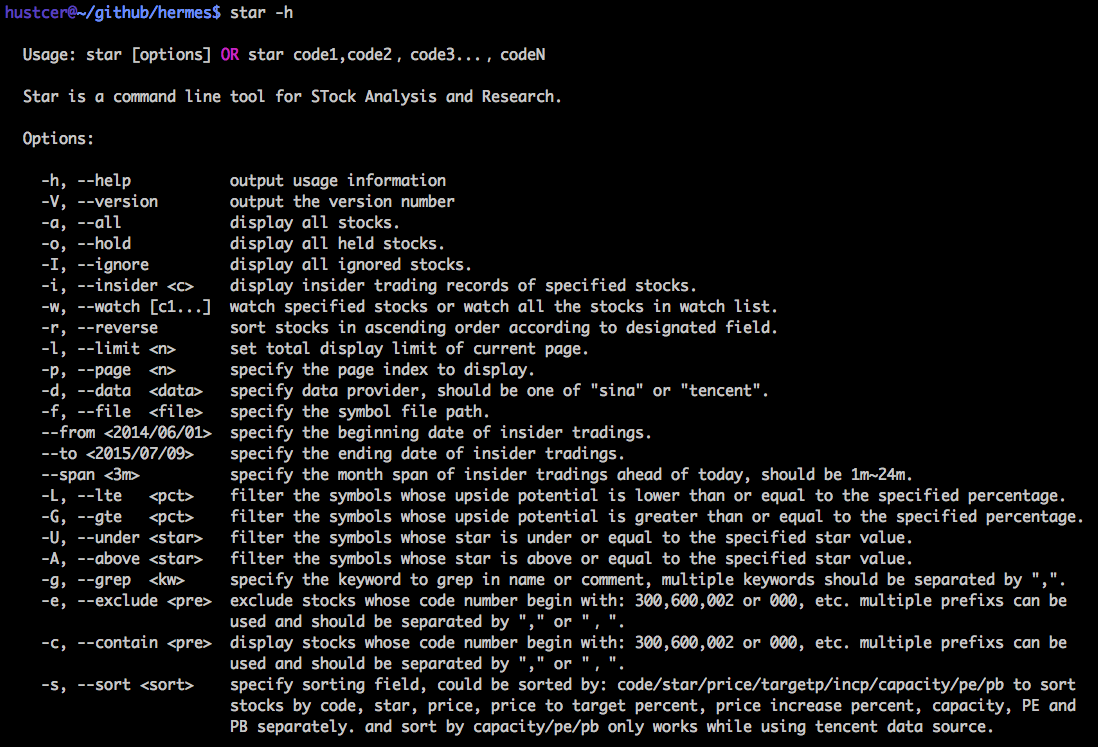 hustcer@~/github/hermes$ star -h
Usage: star [options] OR star code1,code2，code3...，codeN
Star is a command line tool for STock Analysis and Research.
Options:
-h, --help output usage information
-V, --version output the version number
-a, --all display all stocks.
-o, --hold display all held stocks.
-I, --ignore display all ignored stocks.
-i, --insider <c> display insider trading records of specified stocks.
-w, --watch [c1...] watch specified stocks or watch all the stocks in watch list.
-r, --reverse sort stocks in ascending order according to designated field.
-l, --limit <n> set total display limit of current page.
-p, --page <n> specify the page index to display.
-d, --data <data> specify data provider, should be one of "sina" or "tencent".
-f, --file <file> specify the symbol file path.
--from <2014/06/01> specify the beginning date of insider tradings.
--to <2015/07/09> specify the ending date of insider tradings.
--span <3m> specify the month span of insider tradings ahead of today, should be 1m~24m.
-L, --lte <pct> filter the symbols whose upside potential is lower than or equal to the specified percentage.
-G, --gte <pct> filter the symbols whose upside potential is greater than or equal to the specified percentage.
-U, --under <star> filter the symbols whose star is under or equal to the specified star value.
-A, --above <star> filter the symbols whose star is above or equal to the specified star value.
-g, --grep <kw> specify the keyword to grep in name or comment, multiple keywords should be separated by ",".
-e, --exclude <pre> exclude stocks whose code number begin with: 300,600,002 or 000, etc. multiple prefixs can be
used and should be separated by "," or "，".
-c, --contain <pre> display stocks whose code number begin with: 300,600,002 or 000, etc. multiple prefixs can be
used and should be separated by "," or "，".
-s, --sort <sort> specify sorting field, could be sorted by: code/star/price/targetp/incp/capacity/pe/pb to sort
stocks by code, star, price, price to target percent, price increase percent, capacity, PE and
PB separately. and sort by capacity/pe/pb only works while using tencent data source.